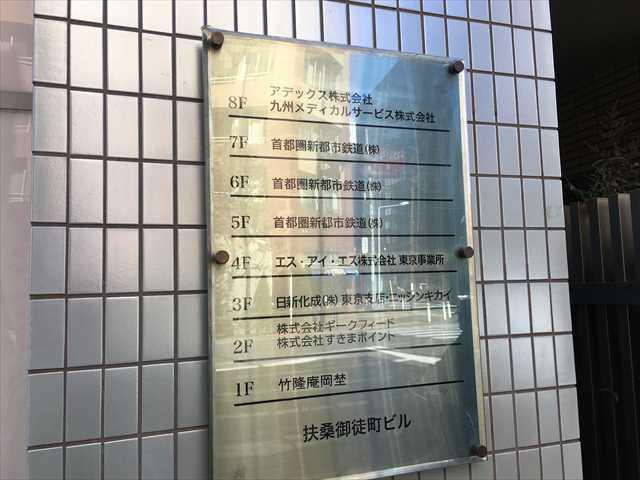 8F アデックス株式会社
九州メディカルサービス株式会社
7F 首都圏新都市鉄道(株)
6F 首都圏新都市鉄道(株)
5F 首都圏新都市鉄道(株)
4F エス・アイ・エス株式会社 東京事業所
3F 日新化成(株)東京支店・ニッシンキカイ
2F 株式会社ギークフィード
株式会社すきまポイント
1F 竹隆庵岡埜
扶桑御徒町ビル